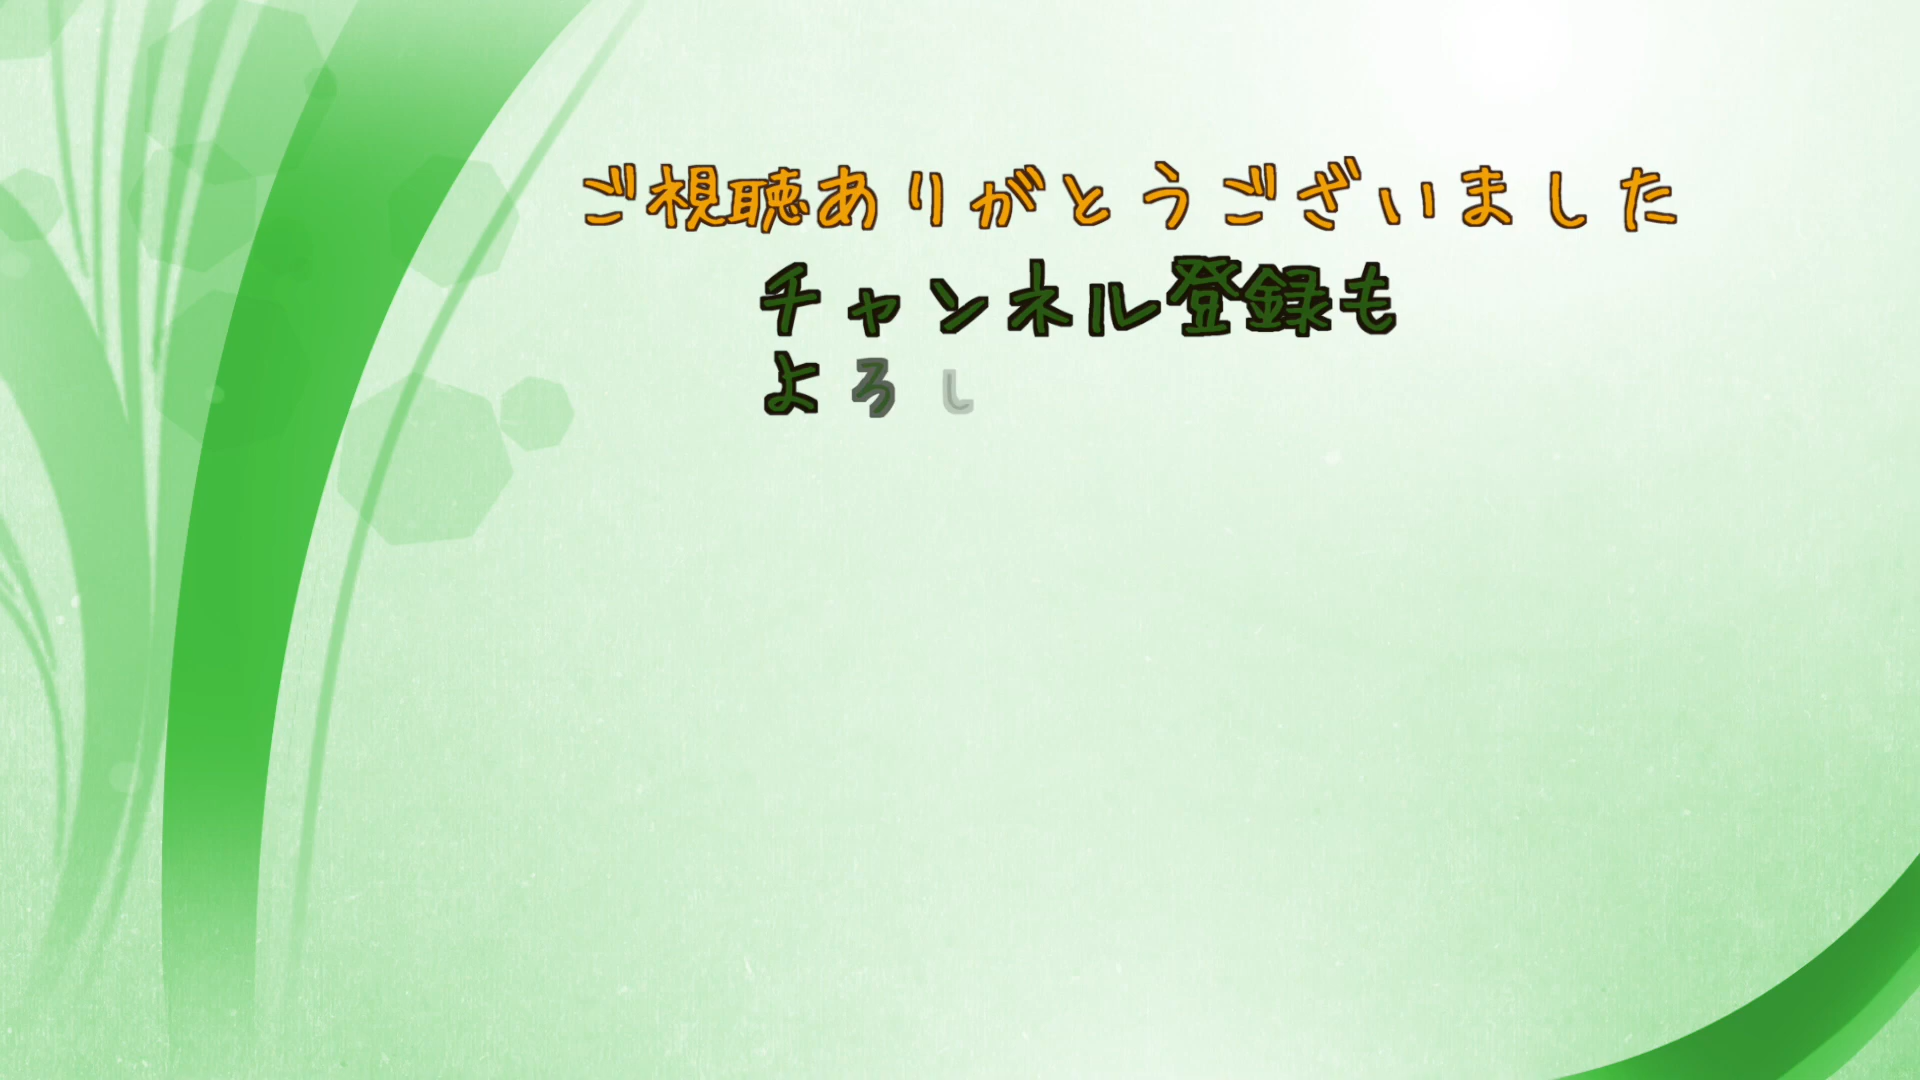 ご視聴ありがとうございました
チャンネル登録も
よろし